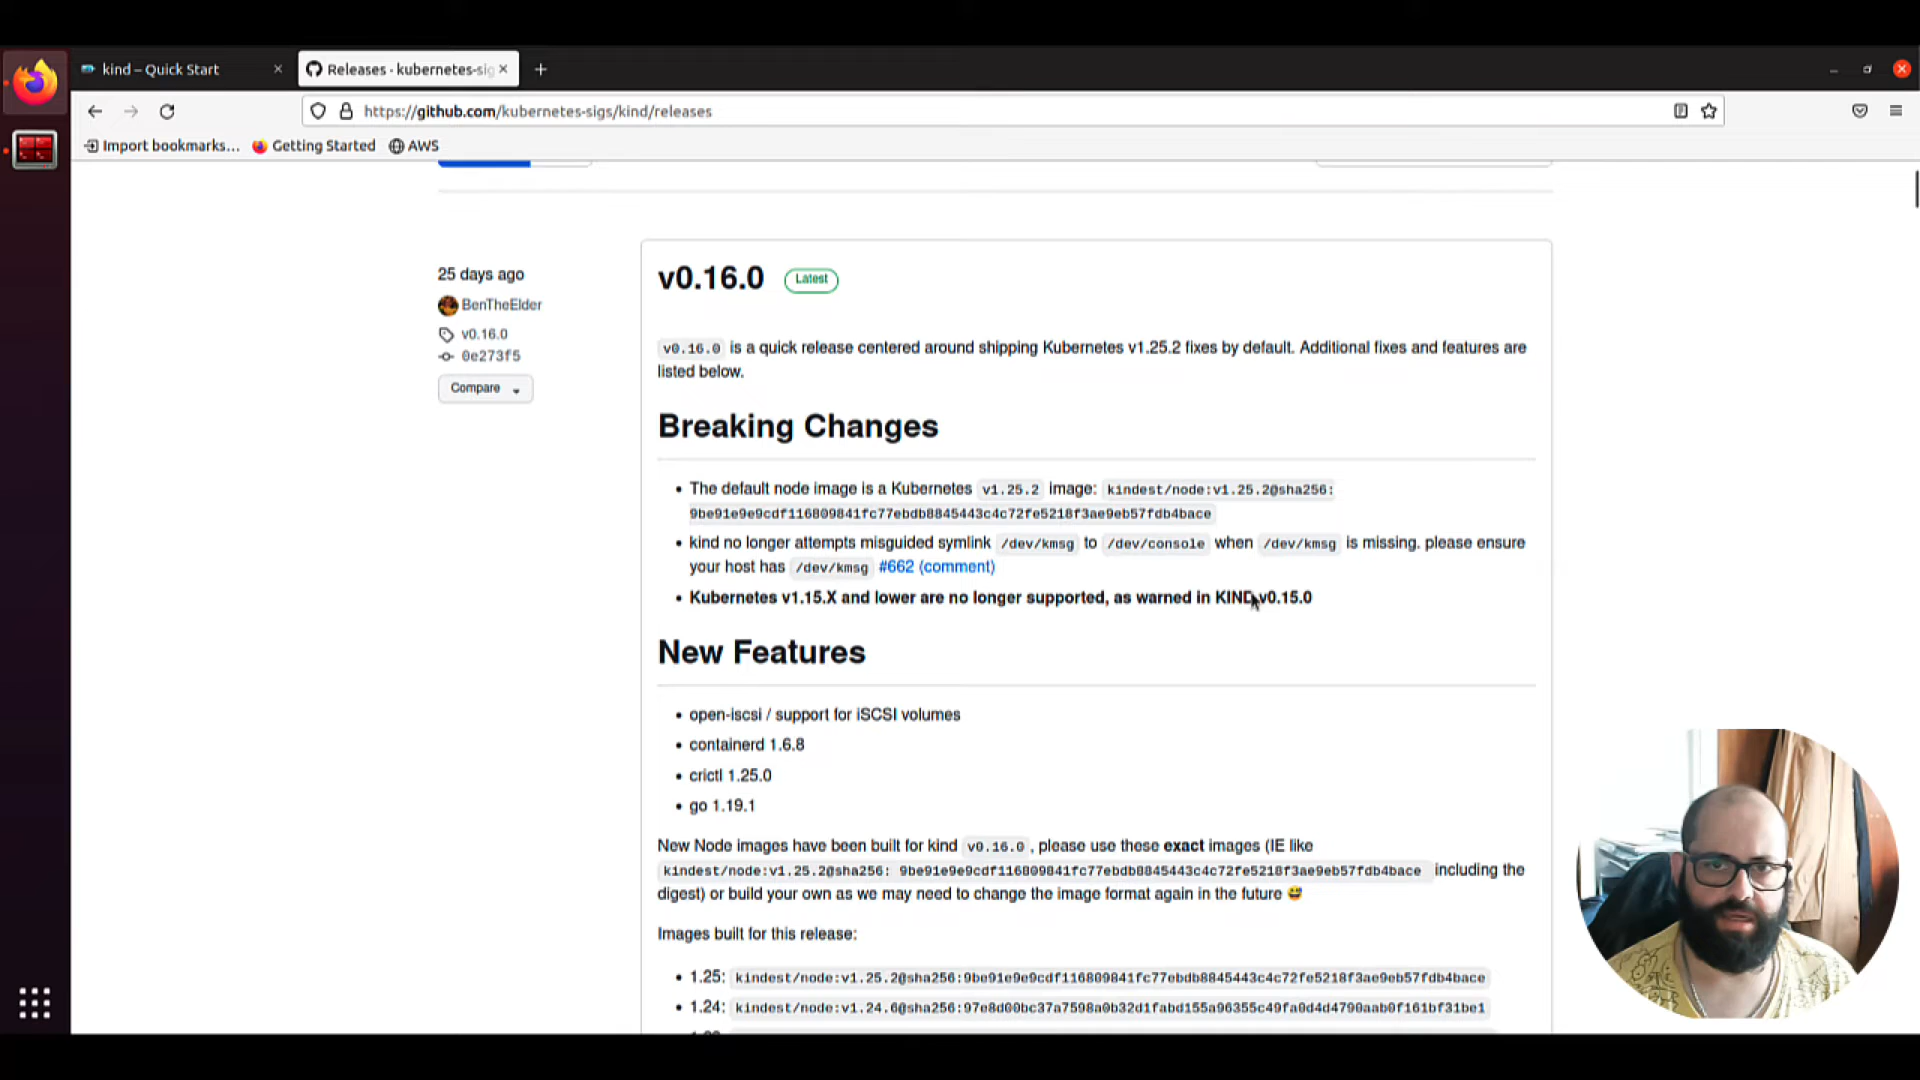 kind – Quick Start
Releases · kubernetes-sig
https://github.com/kubernetes-sigs/kind/releases
Import bookmarks... Getting Started AWS
25 days ago
BenTheElder
v0.16.0
0e273f5
Compare
v0.16.0 Latest
v0.16.0 is a quick release centered around shipping Kubernetes v1.25.2 fixes by default. Additional fixes and features are
listed below.
Breaking Changes
• The default node image is a Kubernetes v1.25.2 image: kindest/node:v1.25.2@sha256:
9be91e9e9cdf116809841fc77ebdb8845443c4c72fe5218f3ae9eb57fdb4bace
• kind no longer attempts misguided symlink /dev/kmsg to /dev/console when /dev/kmsg is missing. please ensure
your host has /dev/kmsg #662 (comment)
• Kubernetes v1.15.X and lower are no longer supported, as warned in KIND v0.15.0
New Features
• open-iscsi / support for iSCSI volumes
• containerd 1.6.8
• crictl 1.25.0
• go 1.19.1
New Node images have been built for kind v0.16.0 , please use these exact images (IE like
kindest/node:v1.25.2@sha256: 9be91e9e9cdf116809841fc77ebdb8845443c4c72fe5218f3ae9eb57fdb4bace including the
digest) or build your own as we may need to change the image format again in the future 😅
Images built for this release:
• 1.25: kindest/node:v1.25.2@sha256:9be91e9e9cdf116809841fc77ebdb8845443c4c72fe5218f3ae9eb57fdb4bace
• 1.24: kindest/node:v1.24.6@sha256:97e8d00bc37a7598a0b32d1fabd155a96355c49fa0d4d4790aab0f161bf31be1